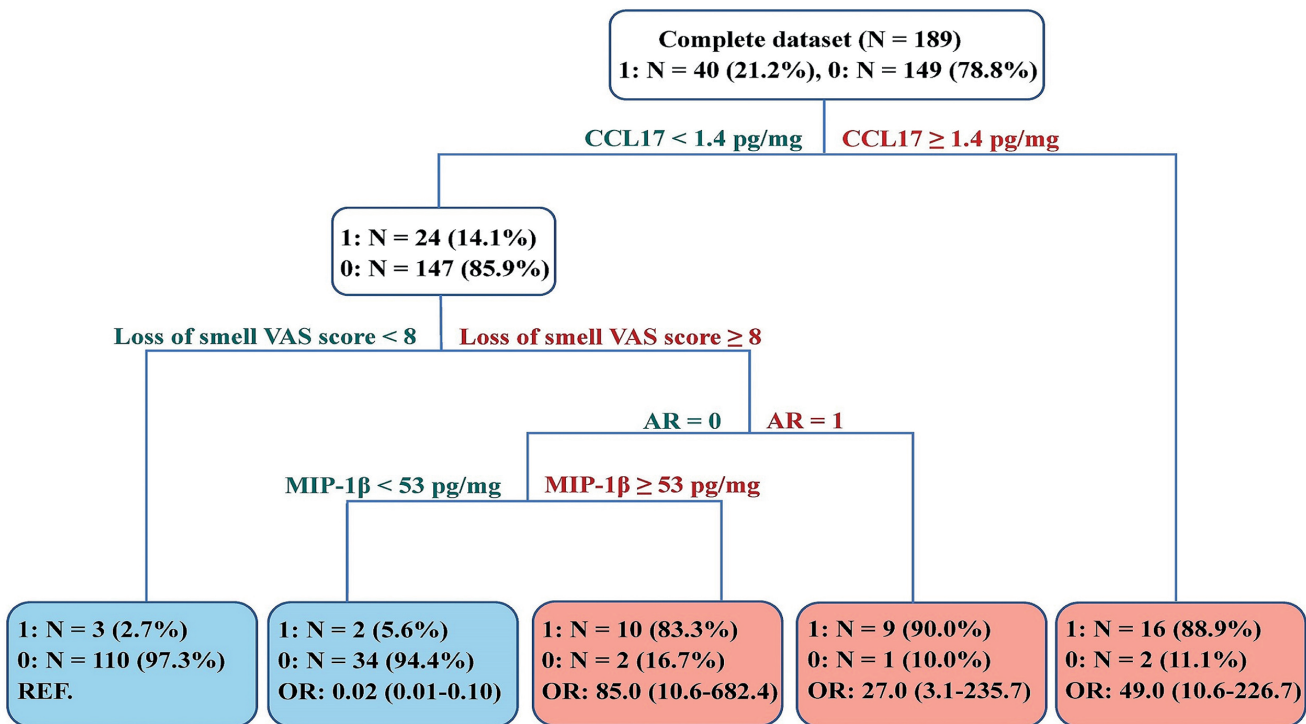 Complete dataset (N = 189)
1: N = 40 (21.2%), 0: N = 149 (78.8%)
CCL17 < 1.4 pg/mg
CCL17 ≥ 1.4 pg/mg
1: N = 24 (14.1%)
0: N = 147 (85.9%)
Loss of smell VAS score < 8
Loss of smell VAS score ≥ 8
AR = 0
AR = 1
MIP-1β < 53 pg/mg
MIP-1β ≥ 53 pg/mg
1: N = 3 (2.7%)
0: N = 110 (97.3%)
REF.
1: N = 2 (5.6%)
0: N = 34 (94.4%)
OR: 0.02 (0.01-0.10)
1: N = 10 (83.3%)
0: N = 2 (16.7%)
OR: 85.0 (10.6-682.4)
1: N = 9 (90.0%)
0: N = 1 (10.0%)
OR: 27.0 (3.1-235.7)
1: N = 16 (88.9%)
0: N = 2 (11.1%)
OR: 49.0 (10.6-226.7)